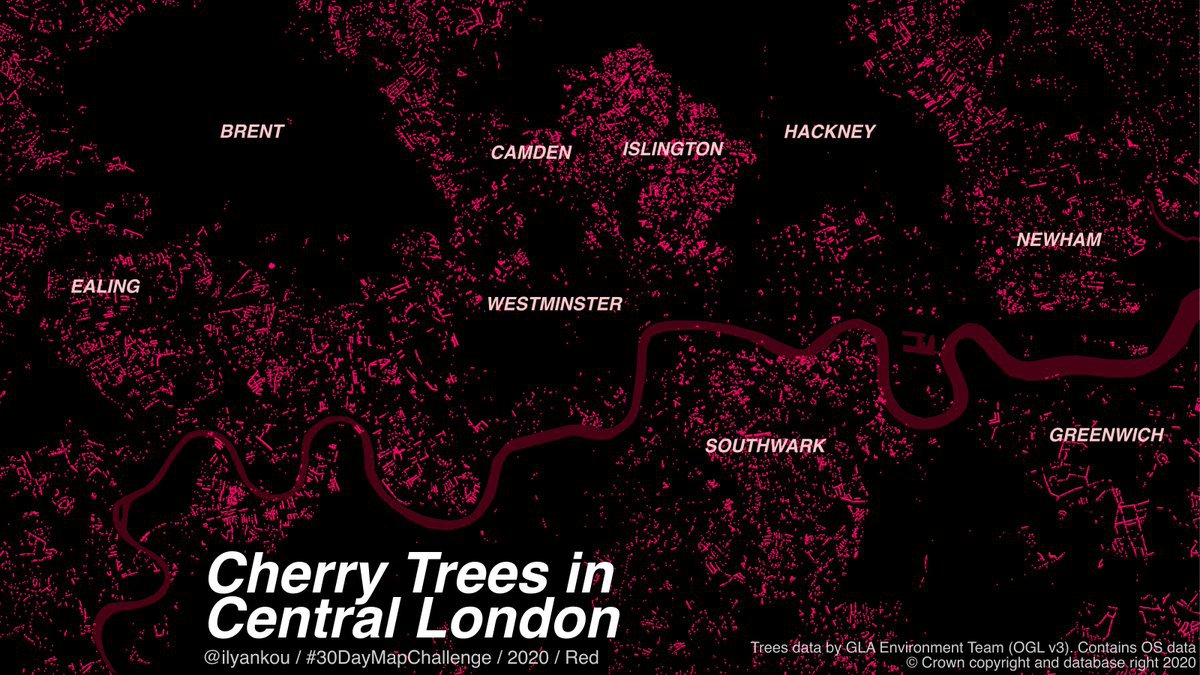 BRENT
HACKNEY
CAMDEN
ISLINGTON
NEWHAM
EALING
WESTMINSTER
GREENWICH
SOUTHWARK
Cherry Trees in
Central London
@ilyankou / #30DayMapChallenge / 2020 / Red
Trees data by GLA Environment Team (OGL v3). Contains OS data
© Crown copyright and database right 2020